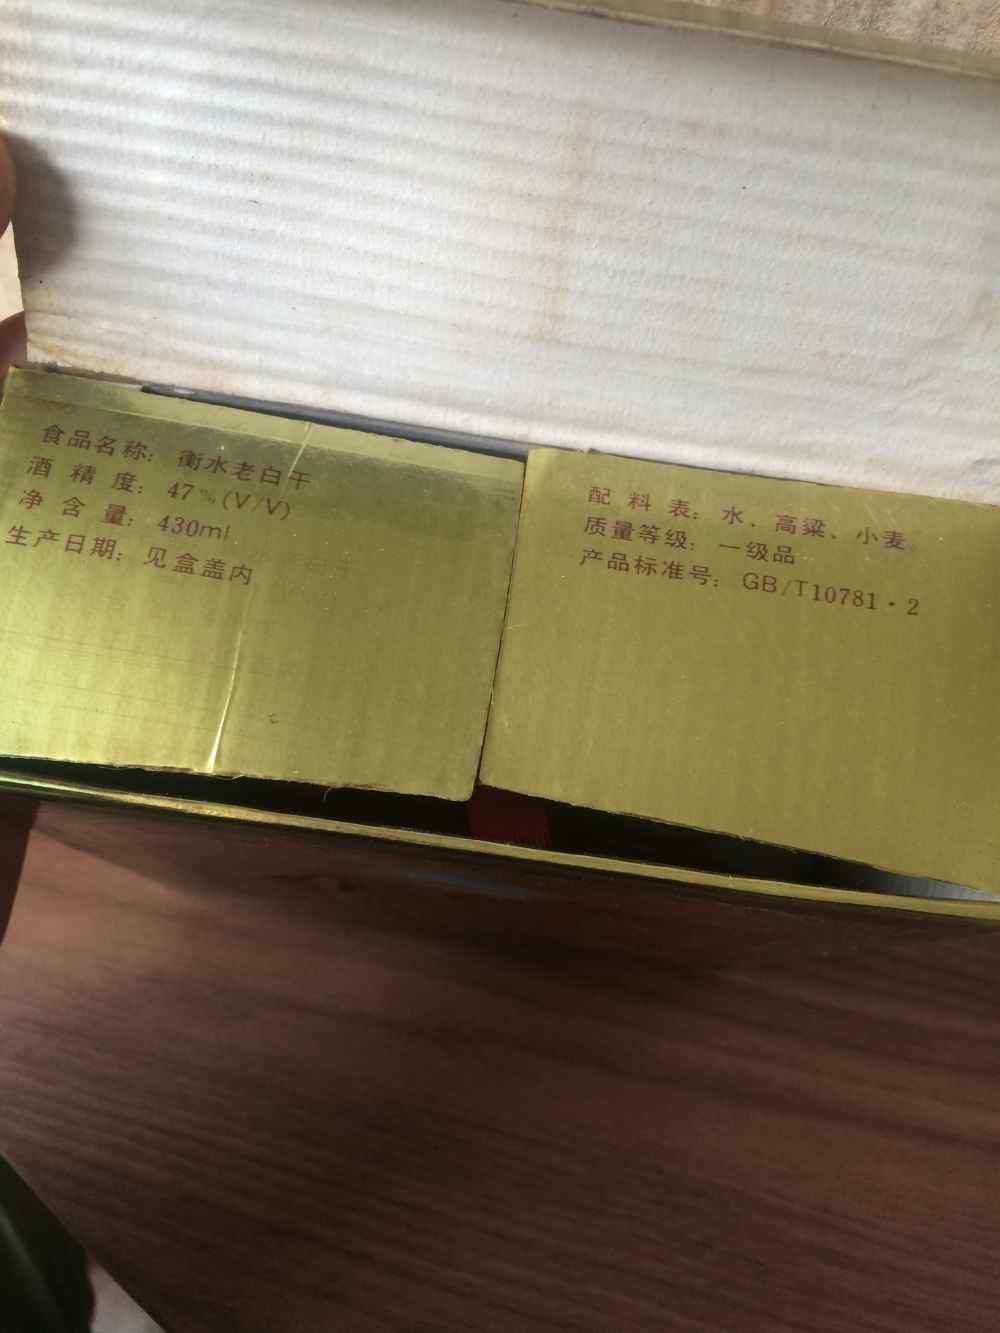 食品名称：衡水老白干
酒精度：47%(V/V)
净含量：430ml
生产日期：见盒盖内
配料表：水、高粱、小麦。
质量等级：一级品
产品标准号：GB/T10781·2